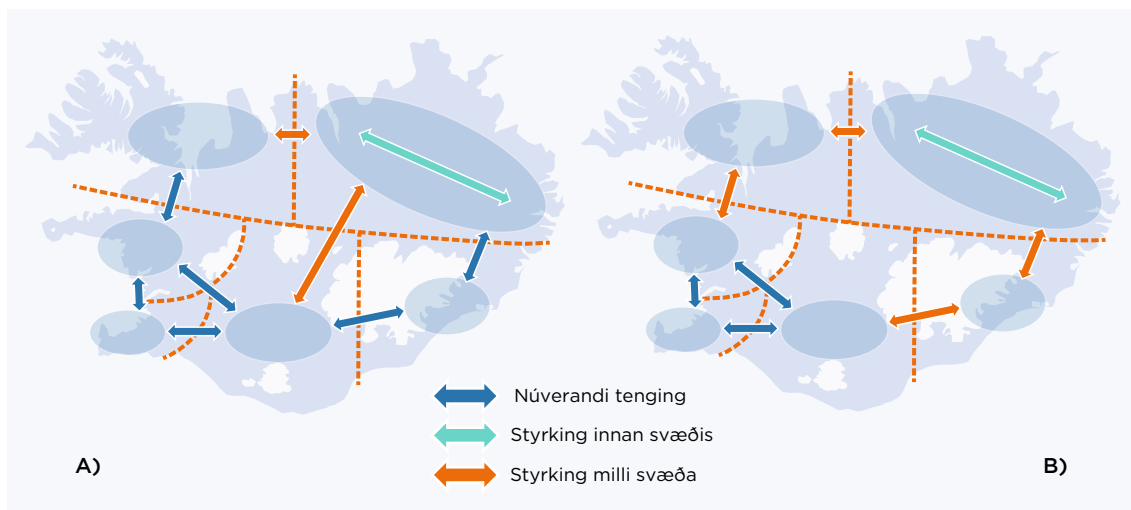 Núverandi tenging
Styrking innan svæðis
Styrking milli svæða
A)
B)